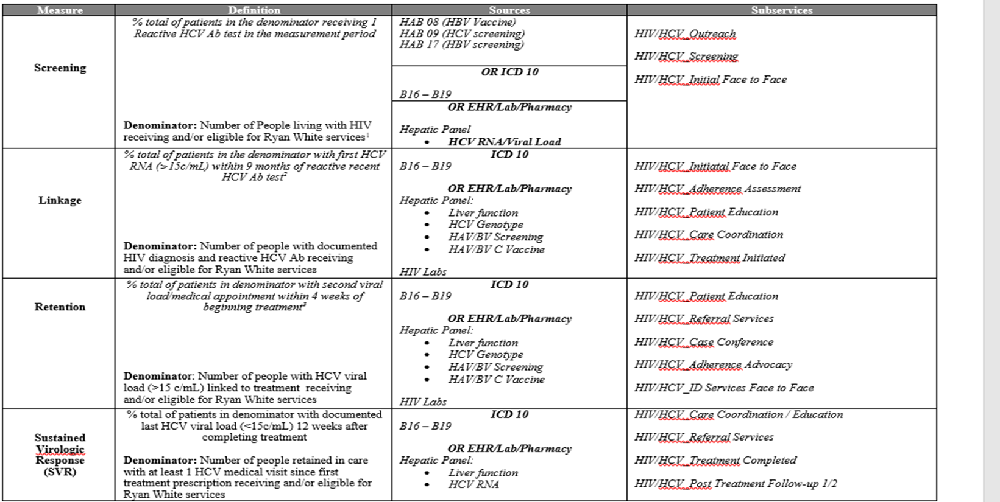 Measure
Definition
Sources
Subservices
Screening
% total of patients in the denominator receiving 1
Reactive HCV Ab test in the measurement period
Denominator: Number of People living with HIV
receiving and/or eligible for Ryan White services¹
HAB 08 (HBV Vaccine)
HAB 09 (HCV screening)
HAB 17 (HBV screening)
OR ICD 10
B16 – B19
OR EHR/Lab/Pharmacy
Hepatic Panel
• HCV RNA/Viral Load
HIV/HCV_Outreach
HIV/HCV_Screening
HIV/HCV_Initial Face to Face
Linkage
% total of patients in the denominator with first HCV
RNA (>15c/mL) within 9 months of reactive recent
HCV Ab test²
Denominator: Number of people with documented
HIV diagnosis and reactive HCV Ab receiving
and/or eligible for Ryan White services
ICD 10
B16 – B19
OR EHR/Lab/Pharmacy
Hepatic Panel:
• Liver function
• HCV Genotype
• HAV/BV Screening
• HAV/BV C Vaccine
HIV Labs
HIV/HCV_Initiatal Face to Face
HIV/HCV_Adherence Assessment
HIV/HCV_Patient Education
HIV/HCV_Care Coordination
HIV/HCV_Treatment Initiated
Retention
% total of patients in denominator with second viral
load/medical appointment within 4 weeks of
beginning treatment³
Denominator: Number of people with HCV viral
load (>15 c/mL) linked to treatment receiving
and/or eligible for Ryan White services
ICD 10
B16 – B19
OR EHR/Lab/Pharmacy
Hepatic Panel:
• Liver function
• HCV Genotype
• HAV/BV Screening
• HAV/BV C Vaccine
HIV Labs
HIV/HCV_Patient Education
HIV/HCV_Referral Services
HIV/HCV_Case Conference
HIV/HCV_Adherence Advocacy
HIV/HCV_ID Services Face to Face
Sustained
Virologic
Response
(SVR)
% total of patients in denominator with documented
last HCV viral load (<15c/mL) 12 weeks after
completing treatment
Denominator: Number of people retained in care
with at least 1 HCV medical visit since first
treatment prescription receiving and/or eligible for
Ryan White services
ICD 10
B16 – B19
OR EHR/Lab/Pharmacy
Hepatic Panel:
• Liver function
• HCV RNA
HIV/HCV_Care Coordination / Education
HIV/HCV_Referral Services
HIV/HCV_Treatment Completed
HIV/HCV_Post Treatment Follow-up 1/2